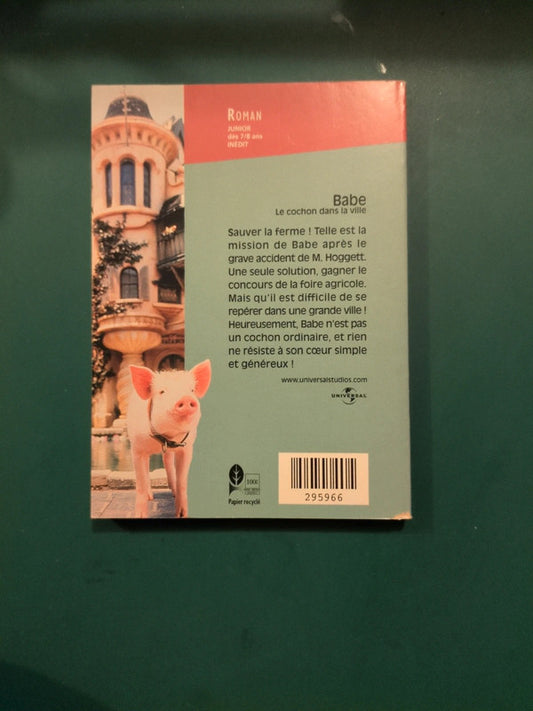 ROMAN
JUNIOR
dès 7/8 ans
INÉDIT
Babe
Le cochon dans la ville
Sauver la ferme ! Telle est la
mission de Babe après le
grave accident de M. Hoggett.
Une seule solution, gagner le
concours de la foire agricole.
Mais qu'il est difficile de se
repérer dans une grande ville !
Heureusement, Babe n'est pas
un cochon ordinaire, et rien
ne résiste à son cœur simple
et généreux !
www.universalstudios.com
UNIVERSAL
Papier recyclé
295966